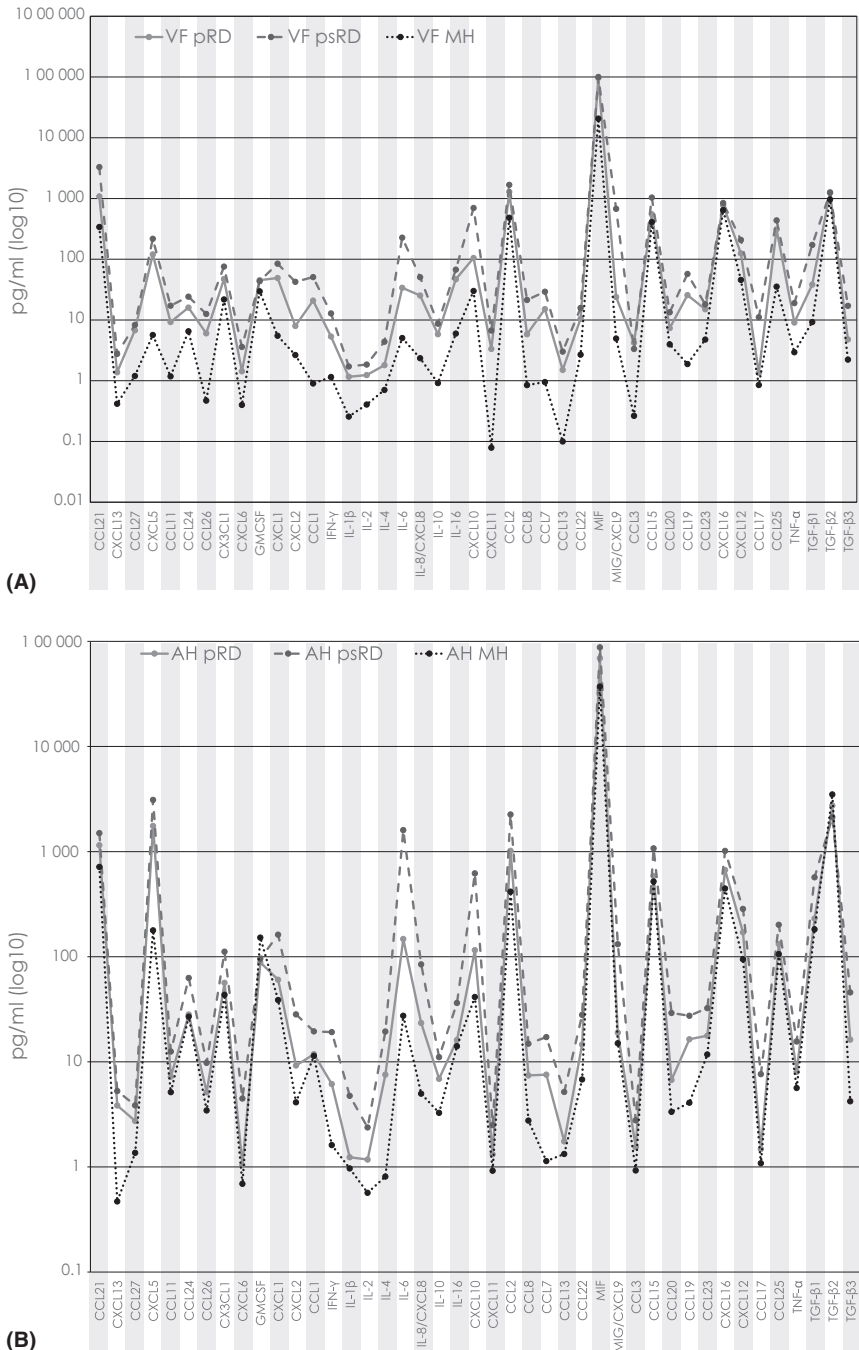 (A)
10 00 000
1 00 000
10 000
1 000
100
10
1
0.1
0.01
pg/ml (log10)
VF pRD VF psRD VF MH
CCL21
CXCL13
CCL27
CXCL5
CCL11
CCL24
CCL26
CX3CL1
CXCL6
GMCSF
CXCL1
CXCL2
CCL1
IFN-γ
IL-1β
IL-2
IL-4
IL-6
IL-8/CXCL8
IL-10
IL-16
CXCL10
CXCL11
CCL2
CCL8
CCL7
CCL13
CCL22
MIF
MIG/CXCL9
CCL3
CCL15
CCL20
CCL19
CCL23
CXCL16
CXCL12
CCL17
CCL25
TNF-α
TGF-β1
TGF-β2
TGF-β3
(B)
1 00 000
10 000
1 000
100
10
1
0.1
pg/ml (log10)
AH pRD AH psRD AH MH
CCL21
CXCL13
CCL27
CXCL5
CCL11
CCL24
CCL26
CX3CL1
CXCL6
GMCSF
CXCL1
CXCL2
CCL1
IFN-γ
IL-1β
IL-2
IL-4
IL-6
IL-8/CXCL8
IL-10
IL-16
CXCL10
CXCL11
CCL2
CCL8
CCL7
CCL13
CCL22
MIF
MIG/CXCL9
CCL3
CCL15
CCL20
CCL19
CCL23
CXCL16
CXCL12
CCL17
CCL25
TNF-α
TGF-β1
TGF-β2
TGF-β3